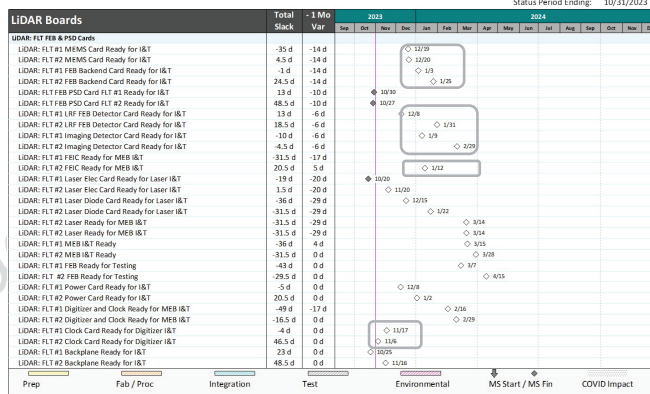 Status Period Ending: 10/31/2023
LiDAR Boards Total Slack - 1 Mo Var 2023 2024
Sep Oct Nov Dec Jan Feb Mar Apr May Jun Jul Aug Sep Oct Nov
LiDAR: FLT FEB & PSD Cards
LiDAR: FLT #1 MEMS Card Ready for I&T -35 d -14 d 12/19
LiDAR: FLT #2 MEMS Card Ready for I&T 4.5 d -14 d 12/20
LiDAR: FLT #1 FEB Backend Card Ready for I&T -1 d -14 d 1/3
LiDAR: FLT #2 FEB Backend Card Ready for I&T 24.5 d -14 d 1/25
LiDAR: FLT FEB PSD Card FLT #1 Ready for I&T 13 d -10 d 10/30
LiDAR: FLT FEB PSD Card FLT #2 Ready for I&T 48.5 d -10 d 10/27
LiDAR: FLT #1 LRF FEB Detector Card Ready for I&T 13 d -6 d 12/8
LiDAR: FLT #2 LRF FEB Detector Card Ready for I&T 18.5 d -6 d 1/31
LiDAR: FLT #1 Imaging Detector Card Ready for I&T -10 d -6 d 1/9
LiDAR: FLT #2 Imaging Detector Card Ready for I&T -4.5 d -6 d 2/29
LiDAR: FLT #1 FEIC Ready for MEB I&T -31.5 d -17 d
LiDAR: FLT #2 FEIC Ready for MEB I&T 20.5 d 5 d 1/12
LiDAR: FLT #1 Laser Elec Card Ready for Laser I&T -19 d -20 d 10/20
LiDAR: FLT #2 Laser Elec Card Ready for Laser I&T 1.5 d -20 d 11/20
LiDAR: FLT #1 Laser Diode Card Ready for Laser I&T -36 d -29 d 12/15
LiDAR: FLT #2 Laser Diode Card Ready for Laser I&T -31.5 d -29 d 1/22
LiDAR: FLT #2 Laser Ready for MEB I&T -31.5 d -29 d 3/14
LiDAR: FLT #2 Laser Ready for MEB I&T -31.5 d -29 d 3/14
LiDAR: FLT #1 MEB I&T Ready -36 d 4 d 3/15
LiDAR: FLT #2 MEB I&T Ready -31.5 d 0 d 3/28
LiDAR: FLT #1 FEB Ready for Testing -43 d 0 d 3/7
LiDAR: FLT #2 FEB Ready for Testing -29.5 d 0 d 4/15
LiDAR: FLT #1 Power Card Ready for I&T -5 d 0 d 12/8
LiDAR: FLT #2 Power Card Ready for I&T 20.5 d 0 d 1/2
LiDAR: FLT #1 Digitizer and Clock Ready for MEB I&T -49 d -17 d 2/16
LiDAR: FLT #2 Digitizer and Clock Ready for MEB I&T -16.5 d 0 d 2/29
LiDAR: FLT #1 Clock Card Ready for Digitizer I&T -4 d 0 d 11/17
LiDAR: FLT #2 Clock Card Ready for Digitizer I&T 46.5 d 0 d 11/6
LiDAR: FLT #1 Backplane Ready for I&T 23 d 0 d 10/25
LiDAR: FLT #2 Backplane Ready for I&T 48.5 d 0 d 11/16
Prep Fab / Proc Integration Test Environmental MS Start / MS Fin COVID Impact